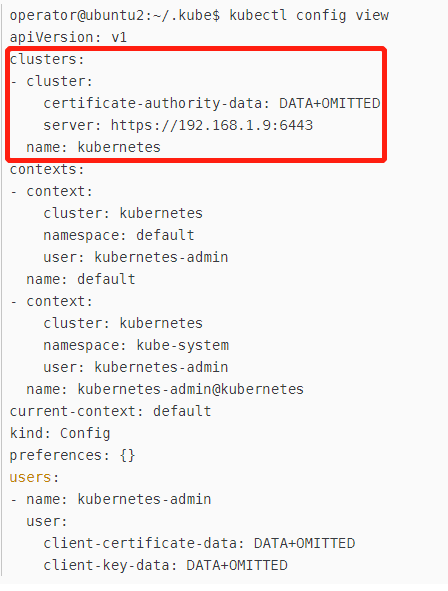 operator@ubuntu2:~/.kube$ kubectl config view
apiVersion: v1
clusters:
- cluster:
    certificate-authority-data: DATA+OMITTED
    server: https://192.168.1.9:6443
  name: kubernetes
contexts:
- context:
    cluster: kubernetes
    namespace: default
    user: kubernetes-admin
  name: default
- context:
    cluster: kubernetes
    namespace: kube-system
    user: kubernetes-admin
  name: kubernetes-admin@kubernetes
current-context: default
kind: Config
preferences: {}
users:
- name: kubernetes-admin
  user:
    client-certificate-data: DATA+OMITTED
    client-key-data: DATA+OMITTED